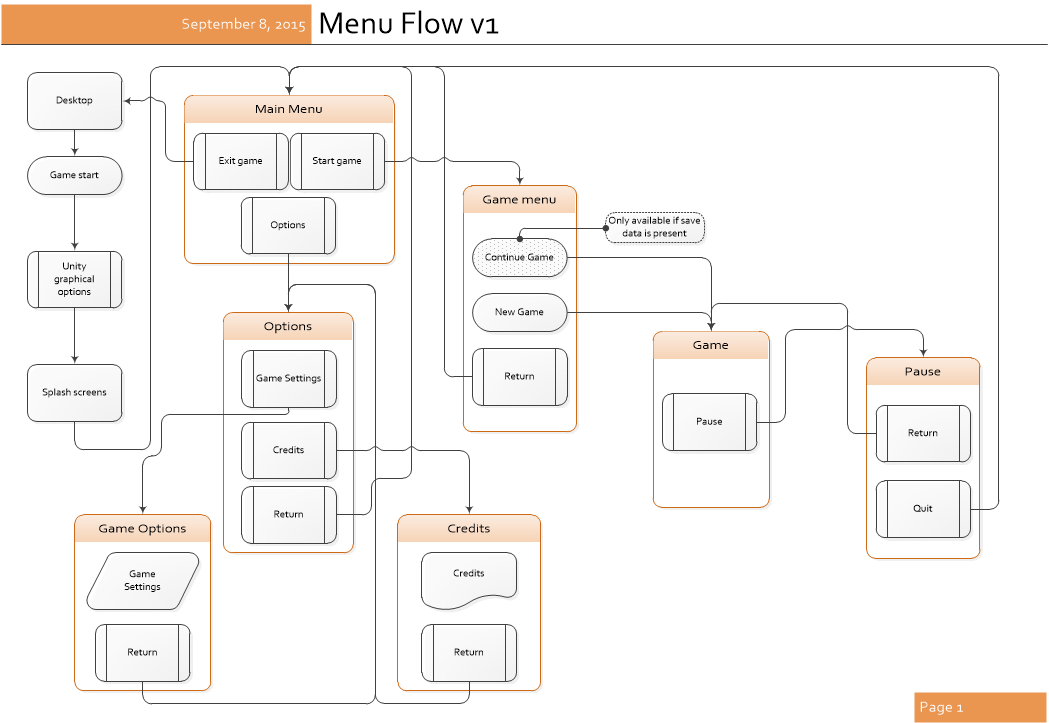 September 8, 2015
Menu Flow v1
Desktop
Game start
Unity
graphical
options
Splash screens
Main Menu
Exit game
Start game
Options
Game menu
Only available if save
data is present
Continue Game
New Game
Return
Options
Game Settings
Credits
Return
Game
Pause
Pause
Return
Quit
Game Options
Game
Settings
Return
Credits
Credits
Return
Page 1